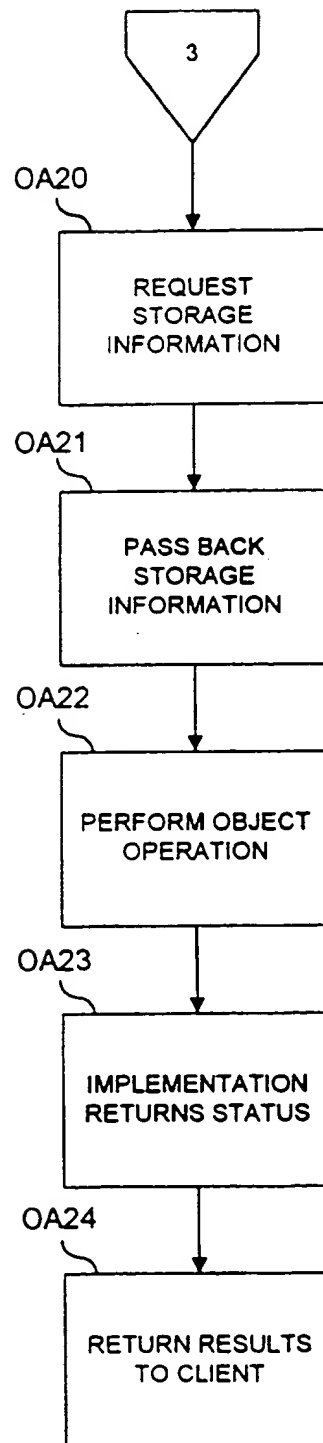 3
OA20
REQUEST
STORAGE
INFORMATION
OA21
PASS BACK
STORAGE
INFORMATION
OA22
PERFORM OBJECT
OPERATION
OA23
IMPLEMENTATION
RETURNS STATUS
OA24
RETURN RESULTS
TO CLIENT